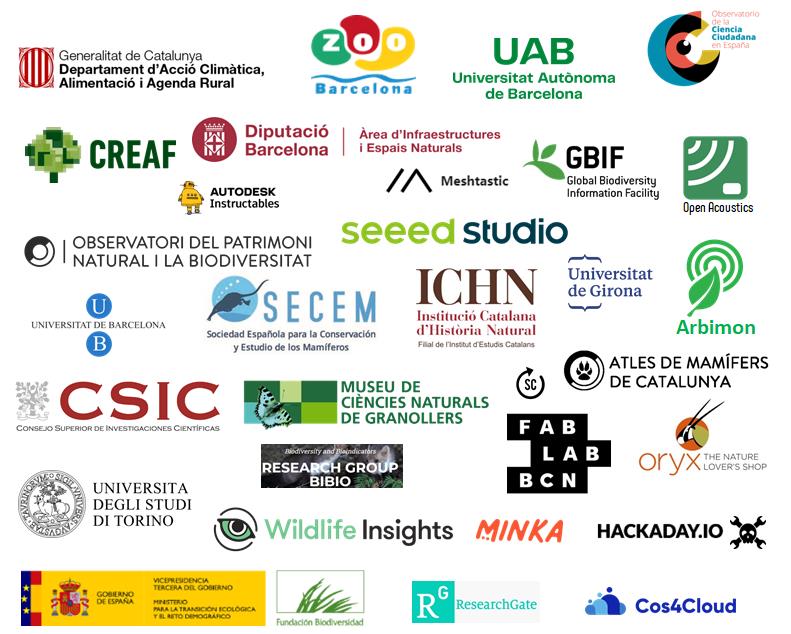 Generalitat de Catalunya
Departament d'Acció Climàtica,
Alimentació i Agenda Rural
ZOO
Barcelona
UAB
Universitat Autònoma
de Barcelona
Observatorio
de la
Ciencia
Ciudadana
en España
CREAF
Diputació
Barcelona
Àrea d'Infraestructures
i Espais Naturals
GBIF
Global Biodiversity
Information Facility
Open Acoustics
AUTODESK
Instructables
Meshtastic
seeed studio
OBSERVATORI DEL PATRIMONI
NATURAL I LA BIODIVERSITAT
U
UNIVERSITAT DE BARCELONA
B
SECEM
Sociedad Española para la Conservación
y Estudio de los Mamíferos
ICHN
Institució Catalana
d'Història Natural
Filial de l'Institut d'Estudis Catalans
Universitat
de Girona
Arbimon
CSIC
CONSEJO SUPERIOR DE INVESTIGACIONES CIENTÍFICAS
MUSEU DE
CIÈNCIES NATURALS
DE GRANOLLERS
SC
ATLES DE MAMÍFERS
DE CATALUNYA
Biodiversity and Bioindicators
RESEARCH GROUP
BIBIO
FAB
LAB
BCN
oryx THE NATURE
LOVER'S SHOP
UNIVERSITA
DEGLI STUDI
DI TORINO
Wildlife Insights
MINKA
HACKADAY.IO
GOBIERNO
DE ESPAÑA
VICEPRESIDENCIA
TERCERA DEL GOBIERNO
MINISTERIO
PARA LA TRANSICIÓN ECOLÓGICA
Y EL RETO DEMOGRÁFICO
Fundación Biodiversidad
RG
ResearchGate
Cos4Cloud